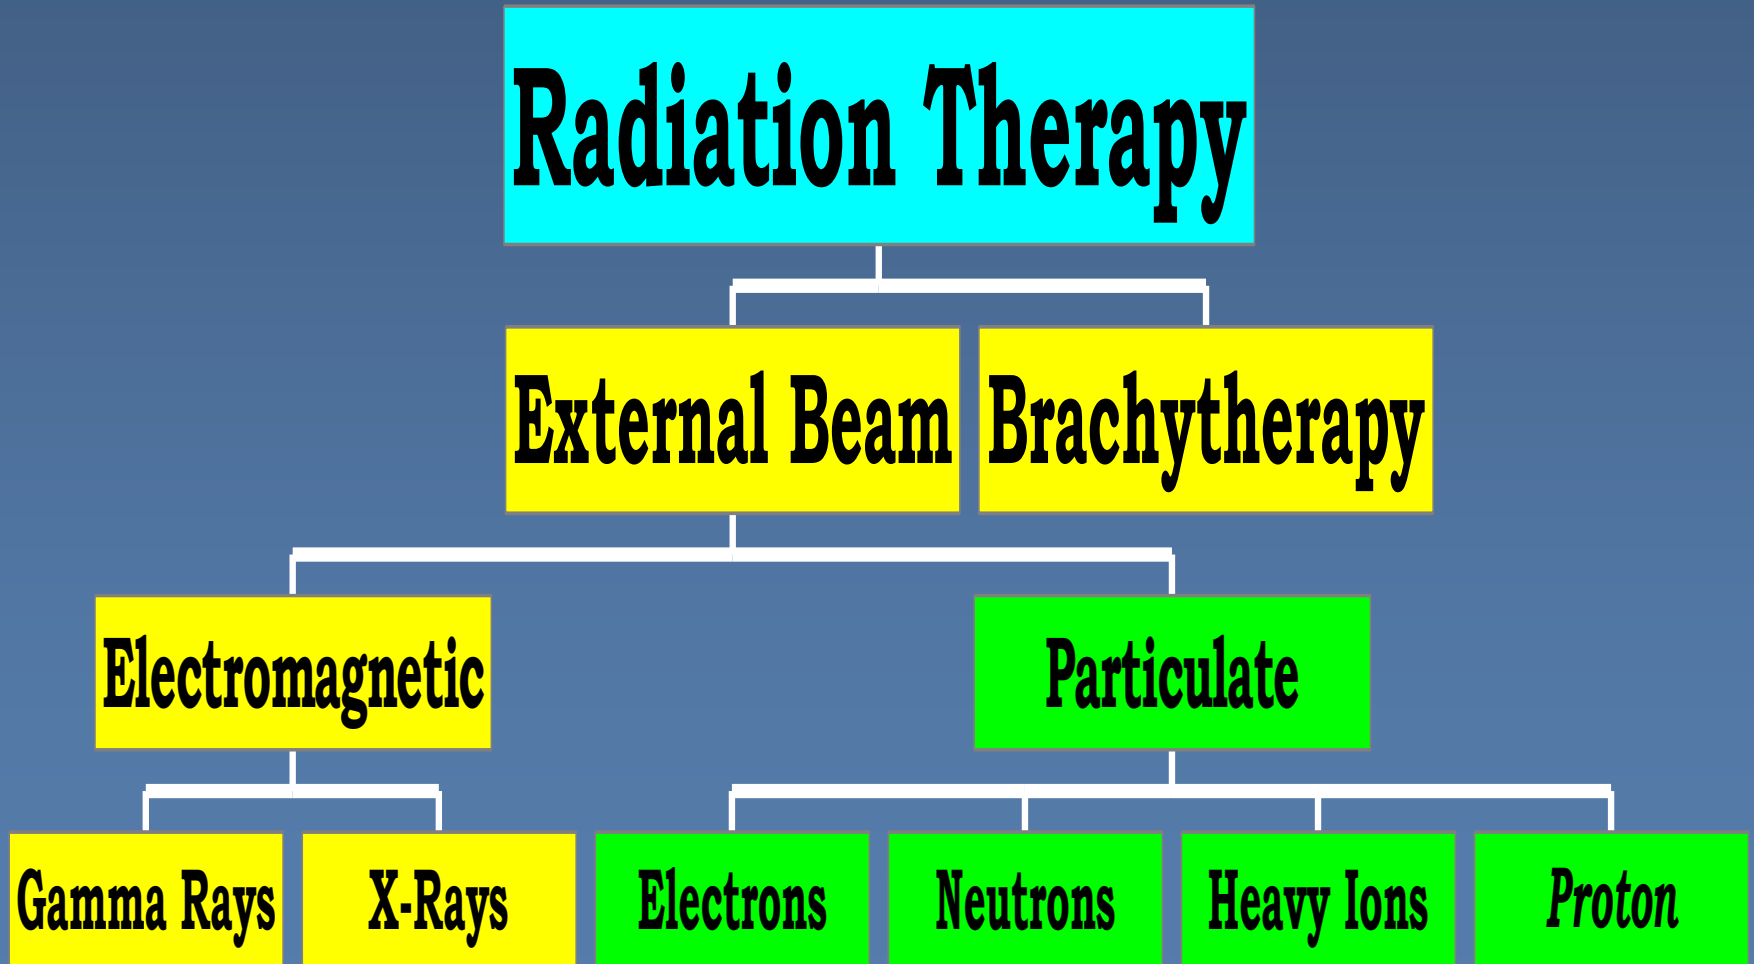 Radiation Therapy
External Beam
Brachytherapy
Electromagnetic
Particulate
Gamma Rays
X-Rays
Electrons
Neutrons
Heavy Ions
Proton